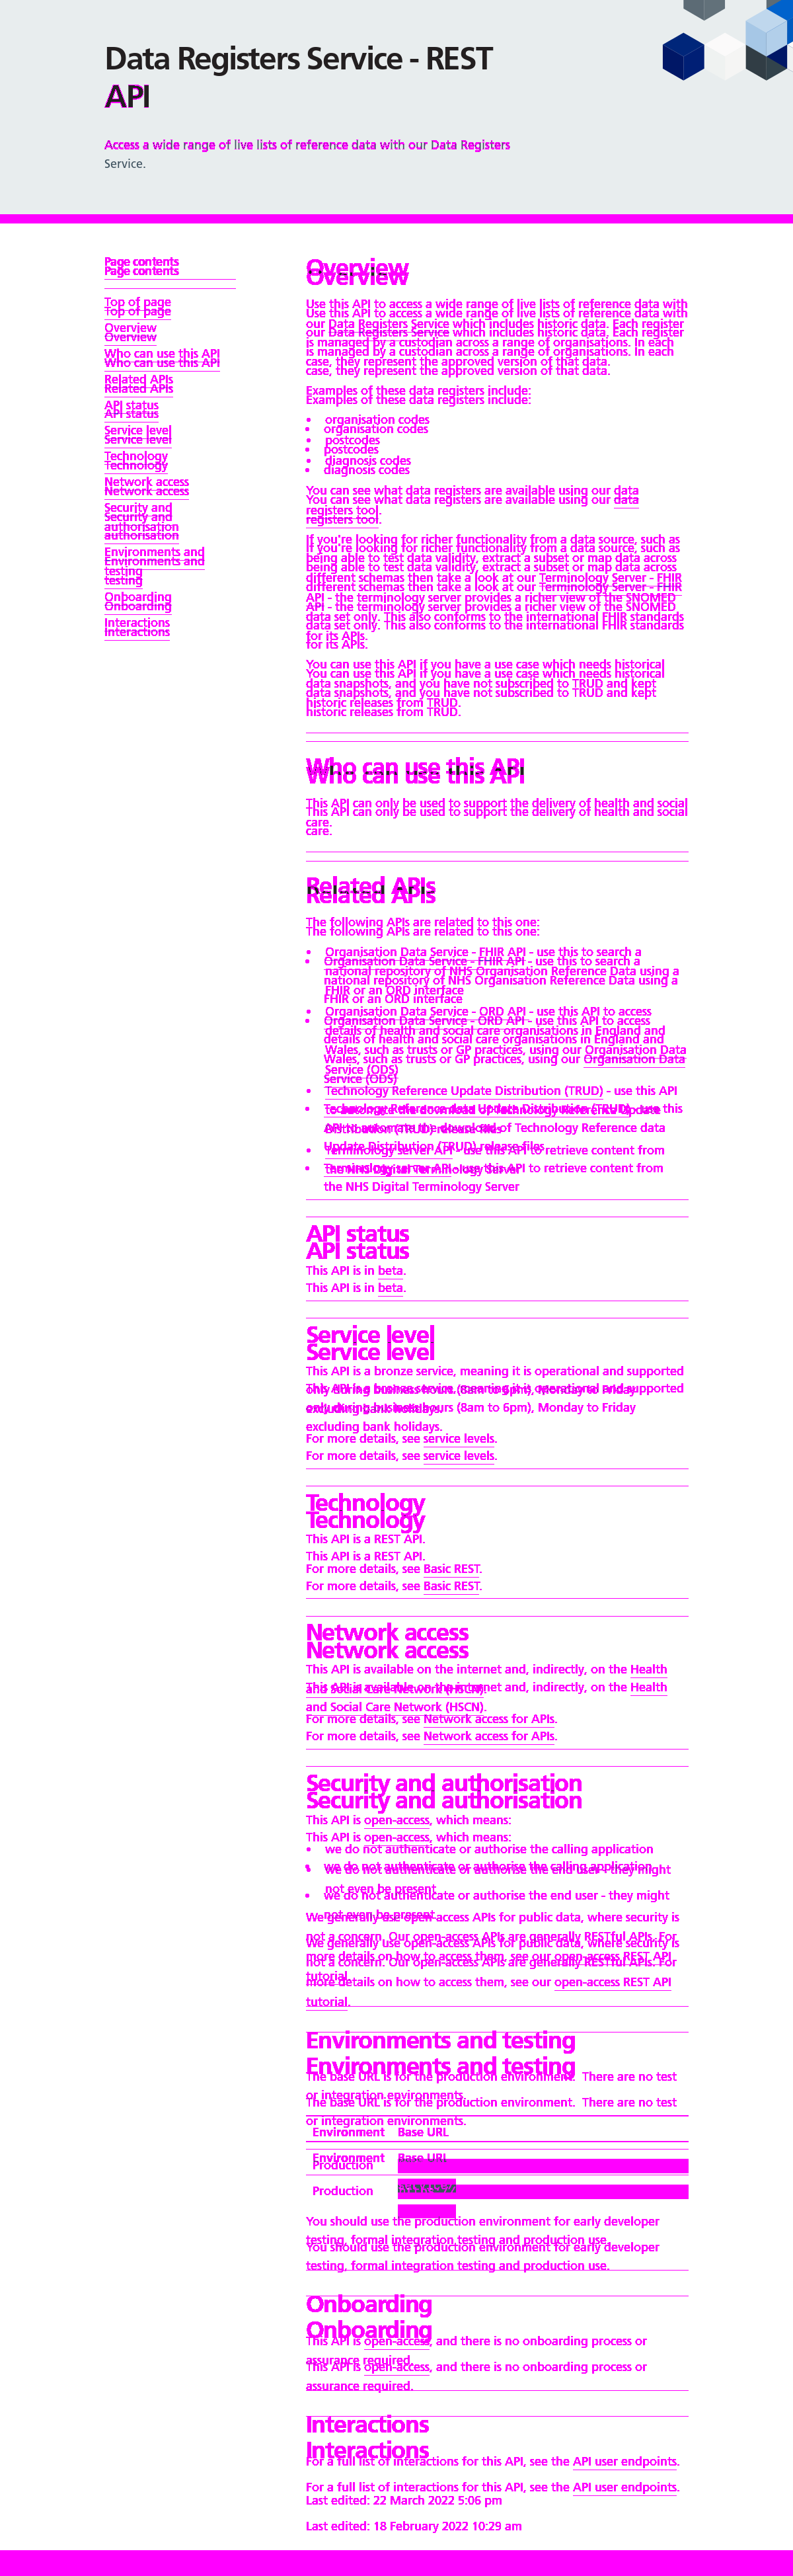 Data Registers Service - REST
API
Access a wide range of live lists of reference data with our Data Registers
Service.
Page contents
Top of page
Overview
Who can use this API
Related APIs
API status
Service level
Technology
Network access
Security and
authorisation
Environments and
testing
Onboarding
Interactions
Overview
Use this API to access a wide range of live lists of reference data with
our Data Registers Service which includes historic data. Each register
is managed by a custodian across a range of organisations. In each
case, they represent the approved version of that data.
Examples of these data registers include:
• organisation codes
• postcodes
• diagnosis codes
You can see what data registers are available using our data
registers tool.
If you're looking for richer functionality from a data source, such as
being able to test data validity, extract a subset or map data across
different schemas then take a look at our Terminology Server - FHIR
API - the terminology server provides a richer view of the SNOMED
data set only. This also conforms to the international FHIR standards
for its APIs.
You can use this API if you have a use case which needs historical
data snapshots, and you have not subscribed to TRUD and kept
historic releases from TRUD.
Who can use this API
This API can only be used to support the delivery of health and social
care.
Related APIs
The following APIs are related to this one:
• Organisation Data Service - FHIR API - use this to search a
national repository of NHS Organisation Reference Data using a
FHIR or an ORD interface
• Organisation Data Service - ORD API - use this API to access
details of health and social care organisations in England and
Wales, such as trusts or GP practices, using our Organisation Data
Service (ODS)
• Technology Reference Update Distribution (TRUD) - use this API
to automate the download of Technology Reference Update
Distribution (TRUD) release files
• Technology Reference data Update Distribution (TRUD) - use this
API to automate the download of Technology Reference data
Update Distribution (TRUD) release files
• Terminology server API - use this API to retrieve content from
the NHS Digital Terminology Server
API status
This API is in beta.
Service level
This API is a bronze service, meaning it is operational and supported
only during business hours (8am to 6pm), Monday to Friday
excluding bank holidays.
For more details, see service levels.
Technology
This API is a REST API.
For more details, see Basic REST.
Network access
This API is available on the internet and, indirectly, on the Health
and Social Care Network (HSCN).
For more details, see Network access for APIs.
Security and authorisation
This API is open-access, which means:
• we do not authenticate or authorise the calling application
• we do not authenticate or authorise the end user - they might
not even be present
We generally use open-access APIs for public data, where security is
not a concern. Our open-access APIs are generally RESTful APIs. For
more details on how to access them, see our open-access REST API
tutorial.
Environments and testing
The base URL is for the production environment. There are no test
or integration environments.
Environment Base URL
Production
You should use the production environment for early developer
testing, formal integration testing and production use.
Onboarding
This API is open-access, and there is no onboarding process or
assurance required.
Interactions
For a full list of interactions for this API, see the API user endpoints.
Last edited: 22 March 2022 5:06 pm
Last edited: 18 February 2022 10:29 am